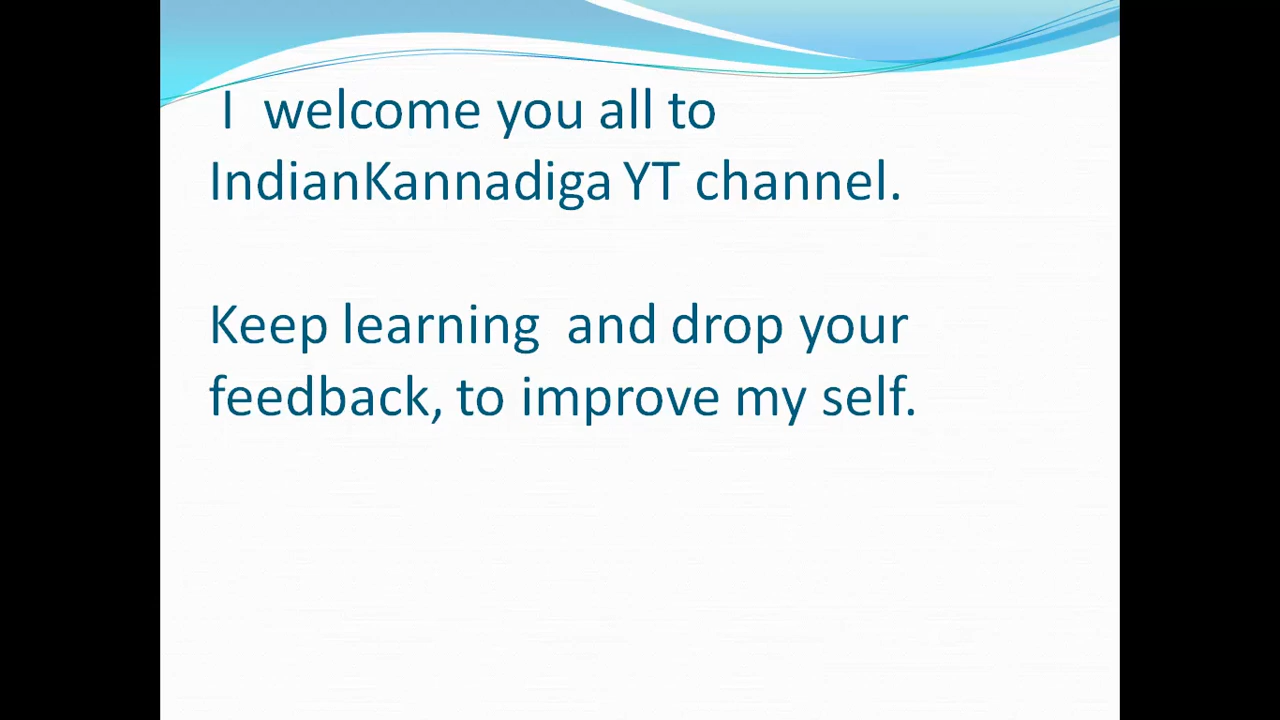 I welcome you all to
IndianKannadiga YT channel.
Keep learning and drop your
feedback, to improve my self.